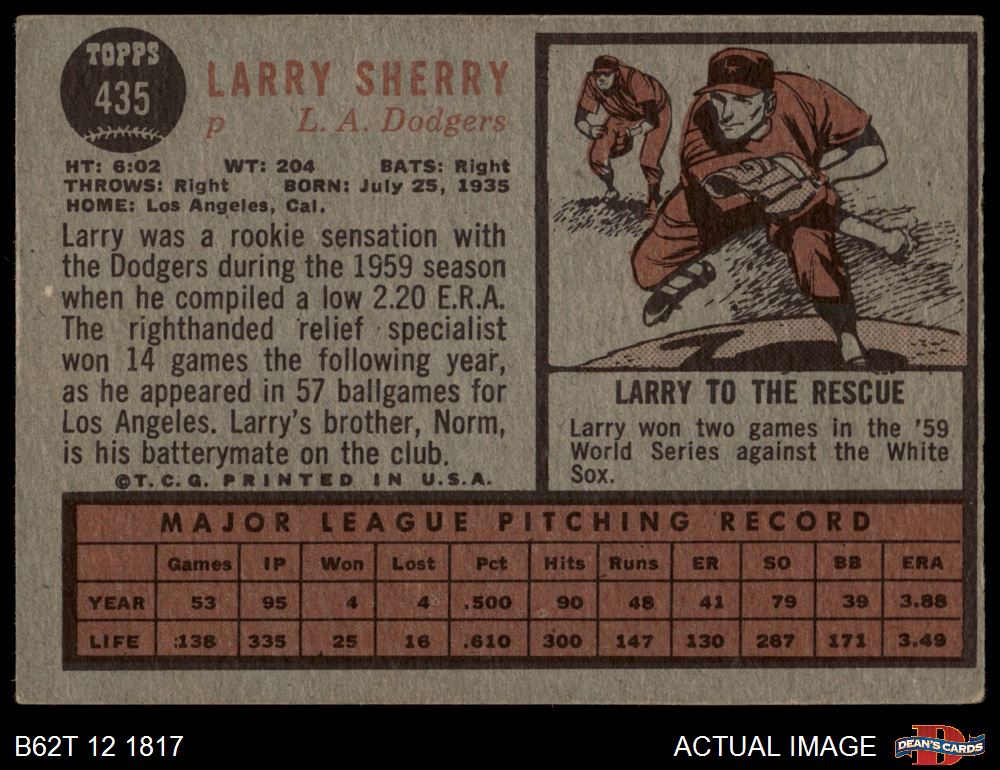 TOPPS
435
LARRY SHERRY
p L. A. Dodgers
HT: 6:02 WT: 204 BATS: Right
THROWS: Right BORN: July 25, 1935
HOME: Los Angeles, Cal.
Larry was a rookie sensation with
the Dodgers during the 1959 season
when he compiled a low 2.20 E.R.A.
The righthanded relief specialist
won 14 games the following year,
as he appeared in 57 ballgames for
Los Angeles. Larry's brother, Norm,
is his batterymate on the club.
©T.C.G. PRINTED IN U.S.A.
LARRY TO THE RESCUE
Larry won two games in the '59
World Series against the White
Sox.
MAJOR LEAGUE PITCHING RECORD
Games IP Won Lost Pct Hits Runs ER SO BB ERA
YEAR 53 95 4 4 .500 90 48 41 79 39 3.88
LIFE 138 335 25 16 .610 300 147 130 267 171 3.49
B62T 12 1817
ACTUAL IMAGE
D
DEAN'S CARDS